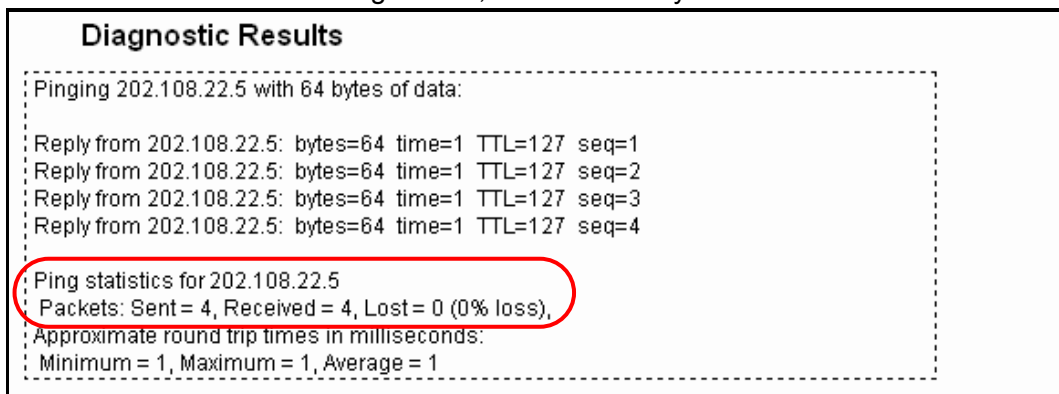 Diagnostic Results
Pinging 202.108.22.5 with 64 bytes of data:
Reply from 202.108.22.5: bytes=64 time=1 TTL=127 seq=1
Reply from 202.108.22.5: bytes=64 time=1 TTL=127 seq=2
Reply from 202.108.22.5: bytes=64 time=1 TTL=127 seq=3
Reply from 202.108.22.5: bytes=64 time=1 TTL=127 seq=4
Ping statistics for 202.108.22.5
Packets: Sent = 4, Received = 4, Lost = 0 (0% loss),
Approximate round trip times in milliseconds:
Minimum = 1, Maximum = 1, Average = 1